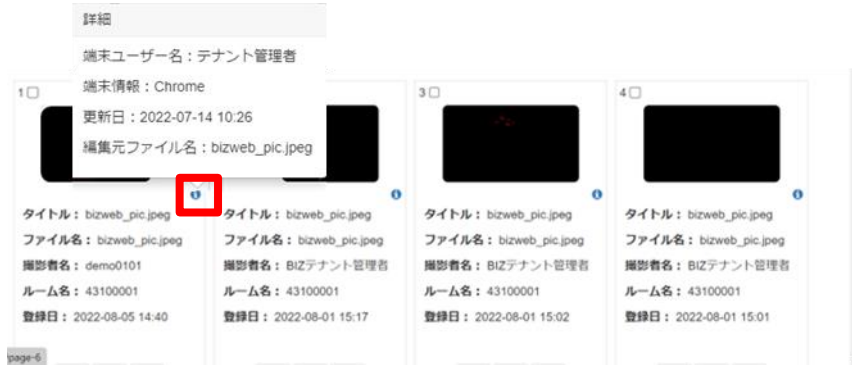 詳細
端末ユーザー名：テナント管理者
端末情報：Chrome
更新日：2022-07-14 10:26
編集元ファイル名：bizweb_pic.jpeg
1
3
4
タイトル： bizweb_pic.jpeg
ファイル名： bizweb_pic.jpeg
撮影者名： demo0101
ルーム名： 43100001
登録日： 2022-08-05 14:40
タイトル： bizweb_pic.jpeg
ファイル名： bizweb_pic.jpeg
撮影者名： BIZテナント管理者
ルーム名： 43100001
登録日： 2022-08-01 15:17
タイトル： bizweb_pic.jpeg
ファイル名： bizweb_pic.jpeg
撮影者名： BIZテナント管理者
ルーム名： 43100001
登録日： 2022-08-01 15:02
タイトル： bizweb_pic.jpeg
ファイル名： bizweb_pic.jpeg
撮影者名： BIZテナント管理者
ルーム名： 43100001
登録日： 2022-08-01 15:01
page-6